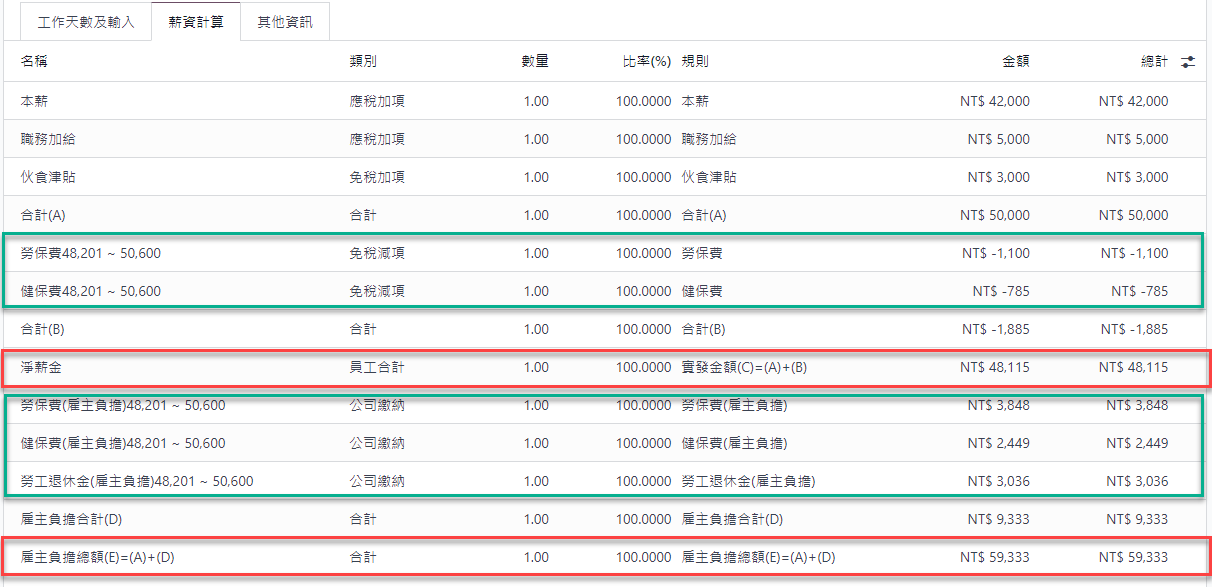 工作天數及輸入 薪資計算 其他資訊
名稱 類別 數量 比率(%) 規則 金額 總計
本薪 應稅加項 1.00 100.0000 本薪 NT$ 42,000 NT$ 42,000
職務加給 應稅加項 1.00 100.0000 職務加給 NT$ 5,000 NT$ 5,000
伙食津貼 免稅加項 1.00 100.0000 伙食津貼 NT$ 3,000 NT$ 3,000
合計(A) 合計 1.00 100.0000 合計(A) NT$ 50,000 NT$ 50,000
勞保費48,201 ~ 50,600 免稅減項 1.00 100.0000 勞保費 NT$ -1,100 NT$ -1,100
健保費48,201 ~ 50,600 免稅減項 1.00 100.0000 健保費 NT$ -785 NT$ -785
合計(B) 合計 1.00 100.0000 合計(B) NT$ -1,885 NT$ -1,885
淨薪金 員工合計 1.00 100.0000 實發金額(C)=(A)+(B) NT$ 48,115 NT$ 48,115
勞保費(雇主負擔)48,201 ~ 50,600 公司繳納 1.00 100.0000 勞保費(雇主負擔) NT$ 3,848 NT$ 3,848
健保費(雇主負擔)48,201 ~ 50,600 公司繳納 1.00 100.0000 健保費(雇主負擔) NT$ 2,449 NT$ 2,449
勞工退休金(雇主負擔)48,201 ~ 50,600 公司繳納 1.00 100.0000 勞工退休金(雇主負擔) NT$ 3,036 NT$ 3,036
雇主負擔合計(D) 合計 1.00 100.0000 雇主負擔合計(D) NT$ 9,333 NT$ 9,333
雇主負擔總額(E)=(A)+(D) 合計 1.00 100.0000 雇主負擔總額(E)=(A)+(D) NT$ 59,333 NT$ 59,333